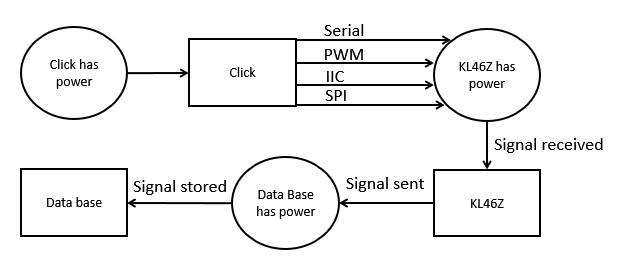 Click has
power
Click
Serial
PWM
IIC
SPI
KL46Z has
power
Signal received
KL46Z
Signal sent
Data Base
has power
Signal stored
Data base